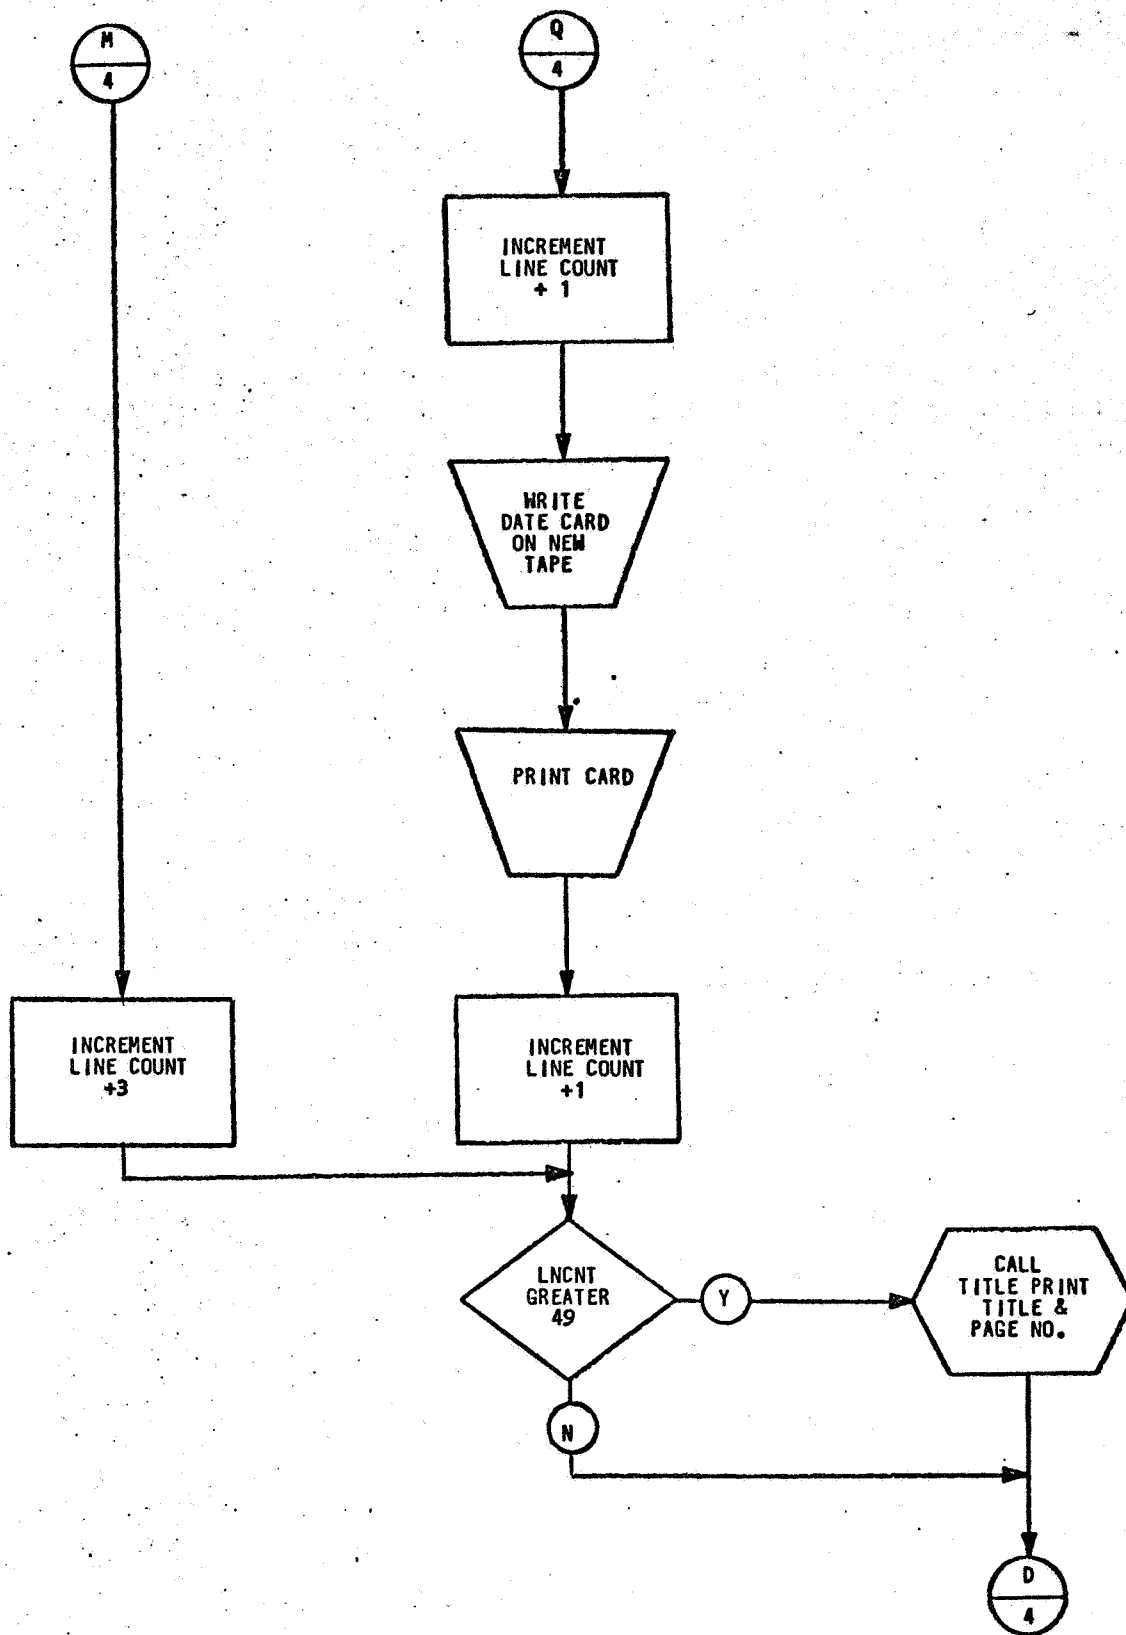 M
4
Q
4
INCREMENT
LINE COUNT
+ 1
WRITE
DATE CARD
ON NEW
TAPE
PRINT CARD
INCREMENT
LINE COUNT
+3
INCREMENT
LINE COUNT
+1
LNCNT
GREATER
49
Y
CALL
TITLE PRINT
TITLE &
PAGE NO.
N
D
4